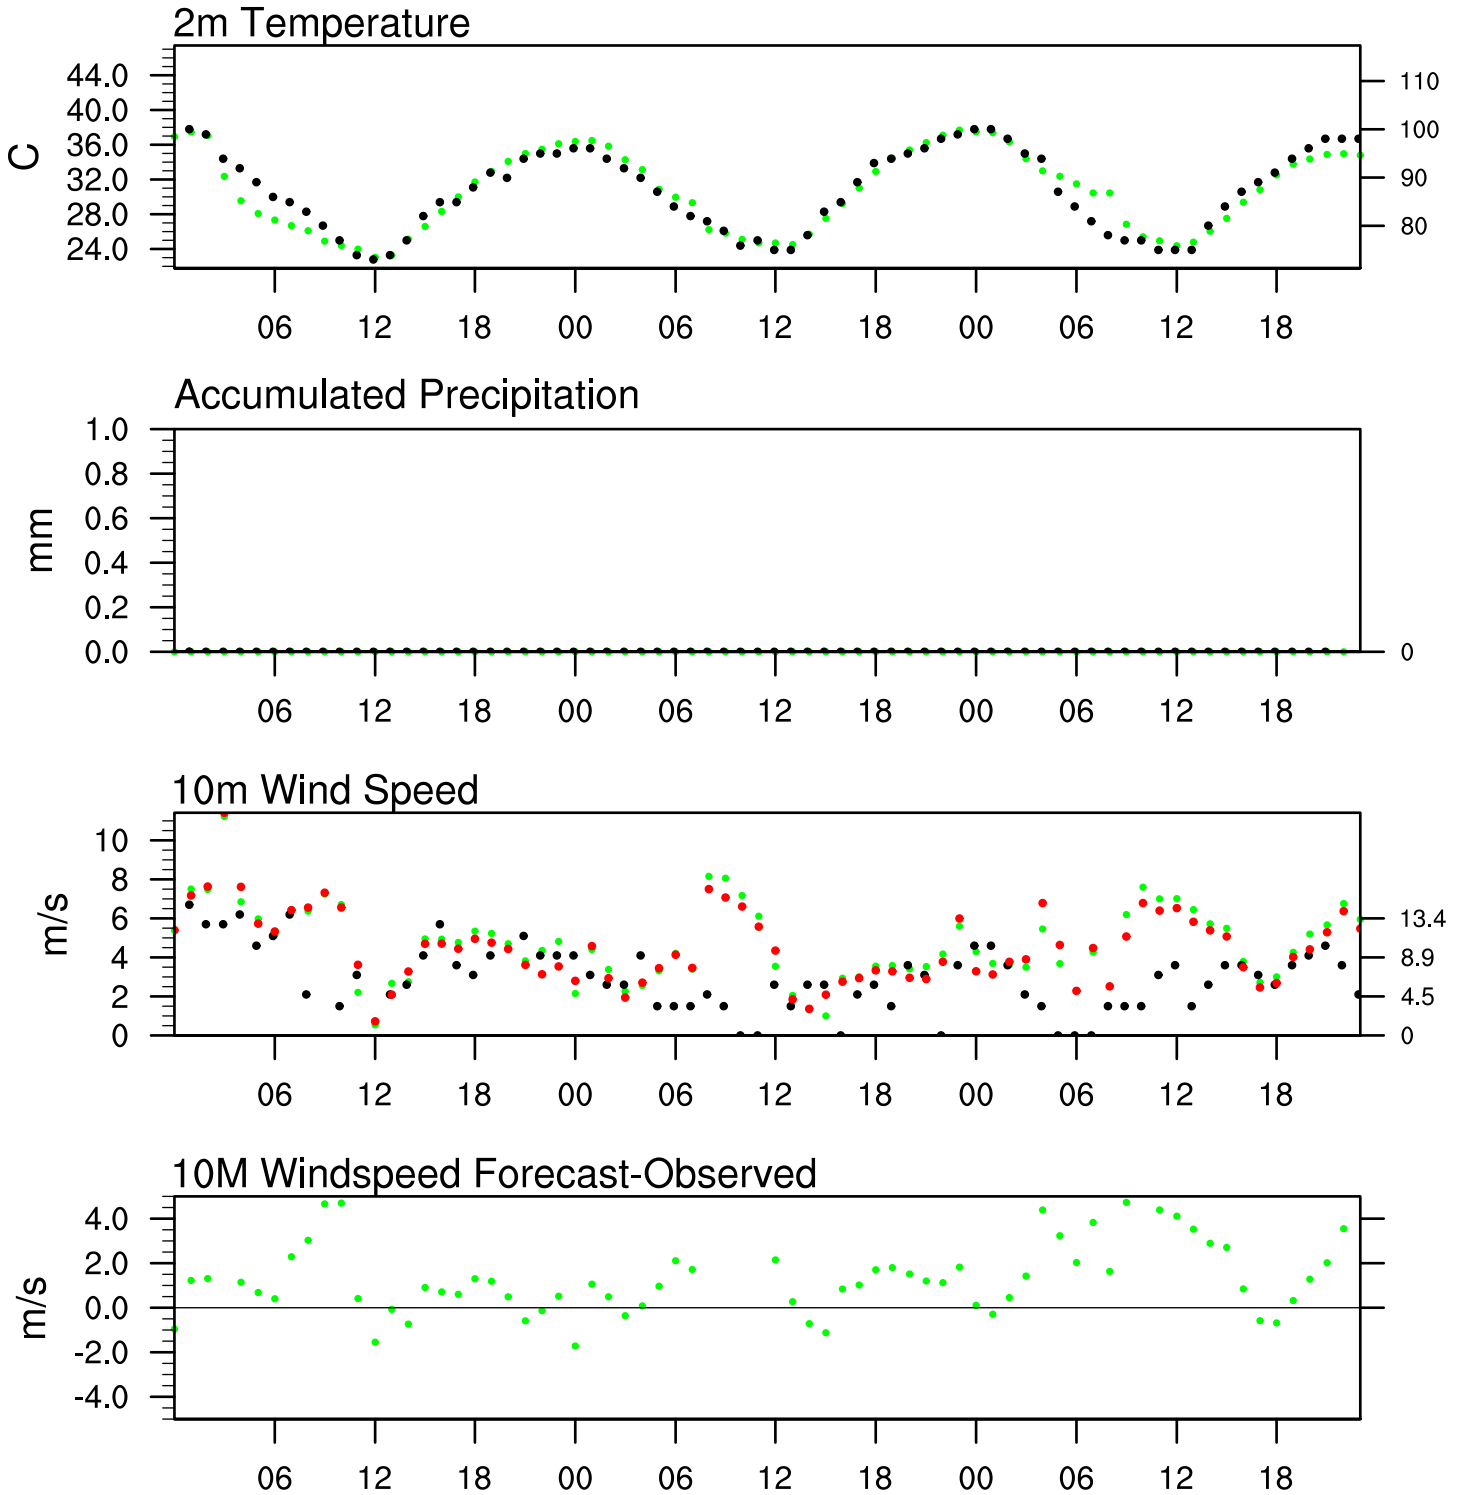 2m Temperature
44.0
110
40.0
36.0
100
C
32.0
90
28.0
80
24.0
06 12 18 00 06 12 18 00 06 12 18
Accumulated Precipitation
1.0
0.8
0.6
mm
0.4
0.2
0.0
0
06 12 18 00 06 12 18 00 06 12 18
10m Wind Speed
10
8
m/s
6
13.4
4
8.9
2
4.5
0
0
06 12 18 00 06 12 18 00 06 12 18
10M Windspeed Forecast-Observed
4.0
2.0
m/s
0.0
-2.0
-4.0
06 12 18 00 06 12 18 00 06 12 18